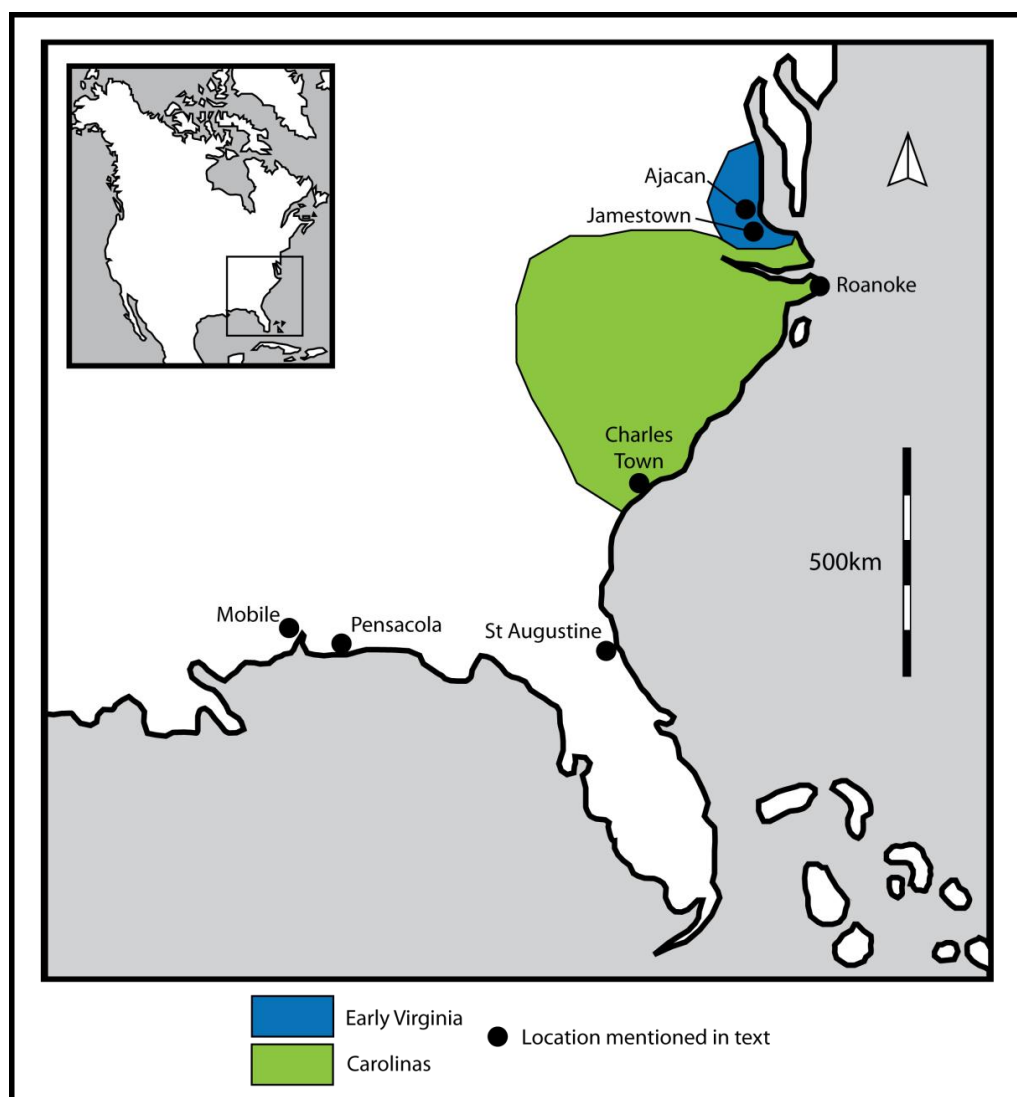 Ajacan
Jamestown
Roanoke
Charles
Town
500km
Mobile
Pensacola
St Augustine
Early Virginia
Location mentioned in text
Carolinas